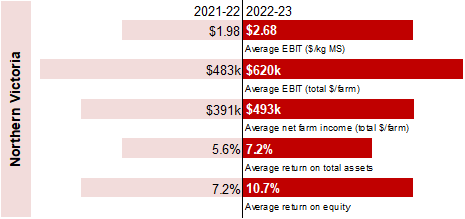 2021-22 2022-23
Northern Victoria
$1.98 $2.68
Average EBIT ($/kg MS)
$483k $620k
Average EBIT (total $/farm)
$391k $493k
Average net farm income (total $/farm)
5.6% 7.2%
Average return on total assets
7.2% 10.7%
Average return on equity